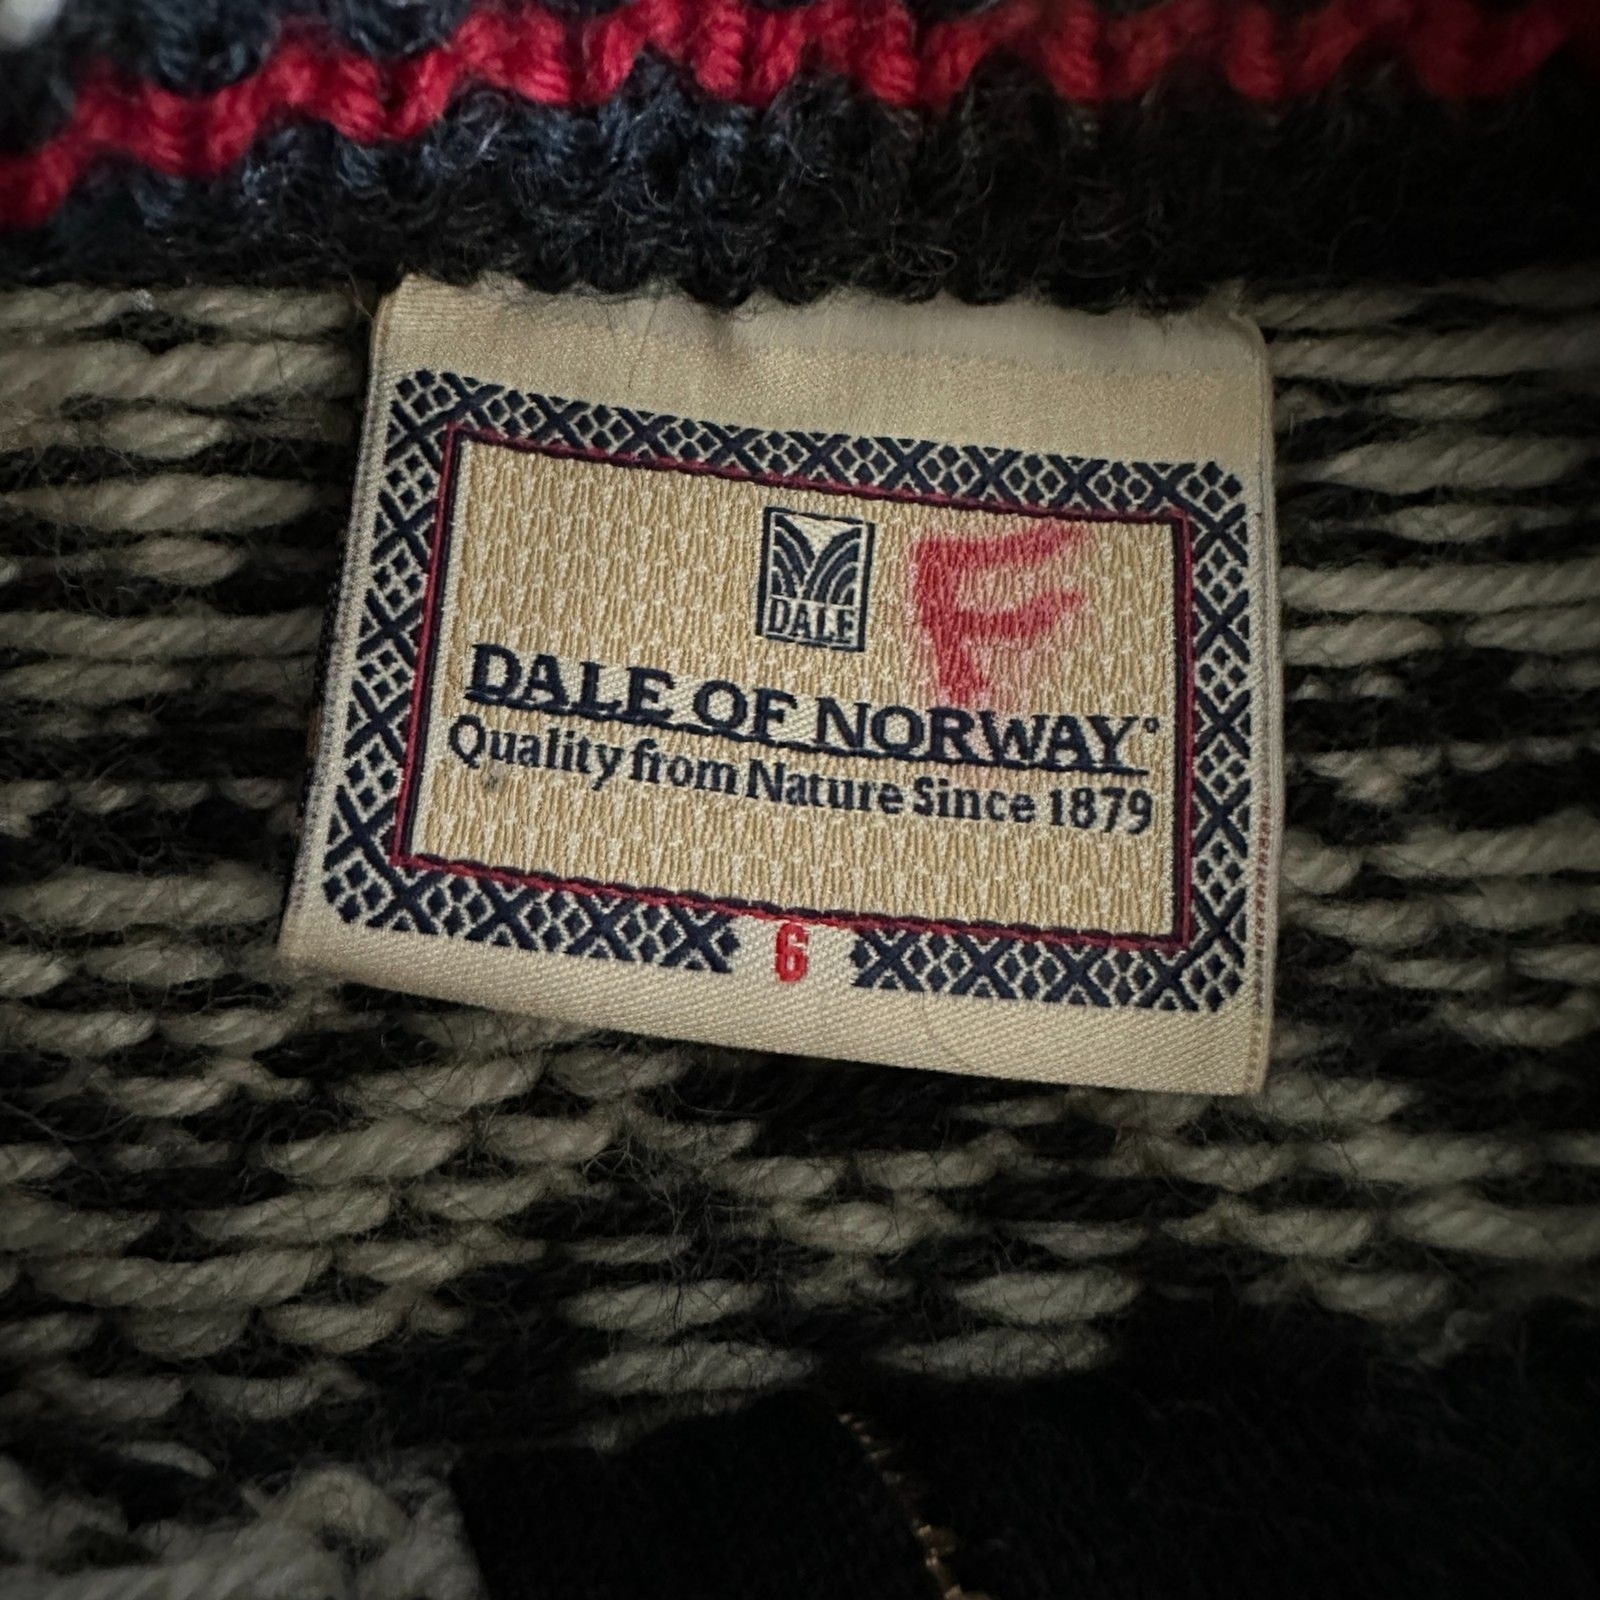 DALE
F
DALE OF NORWAY®
Quality from Nature Since 1879
6